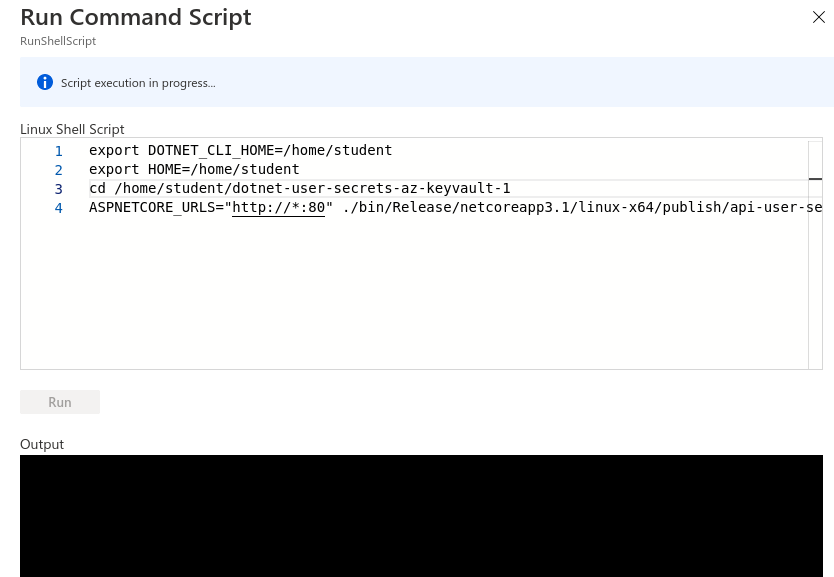 Run Command Script
RunShellScript
Script execution in progress...
Linux Shell Script
1 export DOTNET_CLI_HOME=/home/student
2 export HOME=/home/student
3 cd /home/student/dotnet-user-secrets-az-keyvault-1
4 ASPNETCORE_URLS="http://*:80" ./bin/Release/netcoreapp3.1/linux-x64/publish/api-user-se
Run
Output